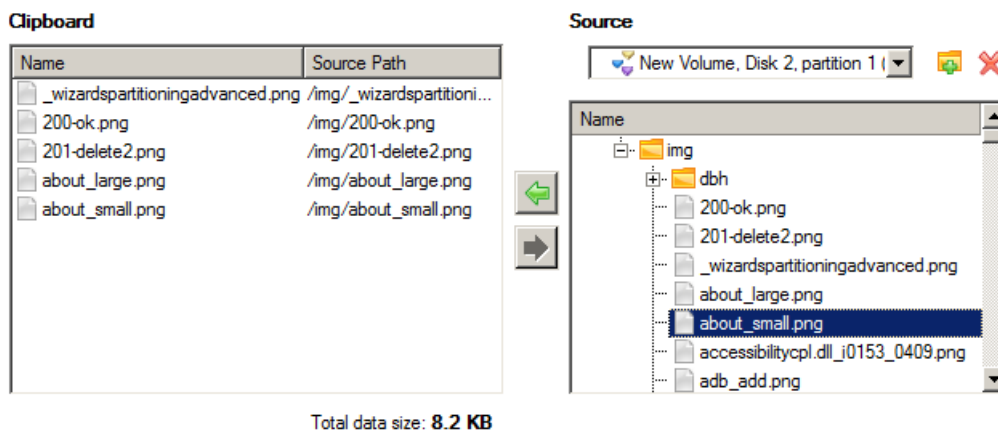 Clipboard
Name Source Path
_wizardspartitioningadvanced.png /img/_wizardspartitioni...
200-ok.png /img/200-ok.png
201-delete2.png /img/201-delete2.png
about_large.png /img/about_large.png
about_small.png /img/about_small.png
Total data size: 8.2 KB
Source
New Volume, Disk 2, partition 1 (
Name
img
dbh
200-ok.png
201-delete2.png
_wizardspartitioningadvanced.png
about_large.png
about_small.png
accessibilitycpl.dll_i0153_0409.png
adb_add.png